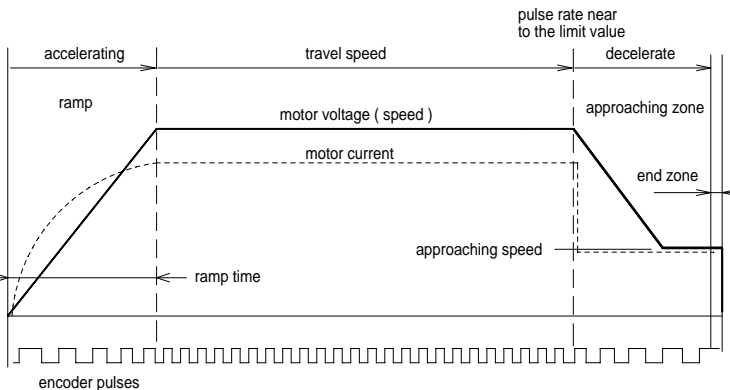 pulse rate near
to the limit value
accelerating
travel speed
decelerate
ramp
motor voltage ( speed )
approaching zone
motor current
end zone
approaching speed
ramp time
encoder pulses